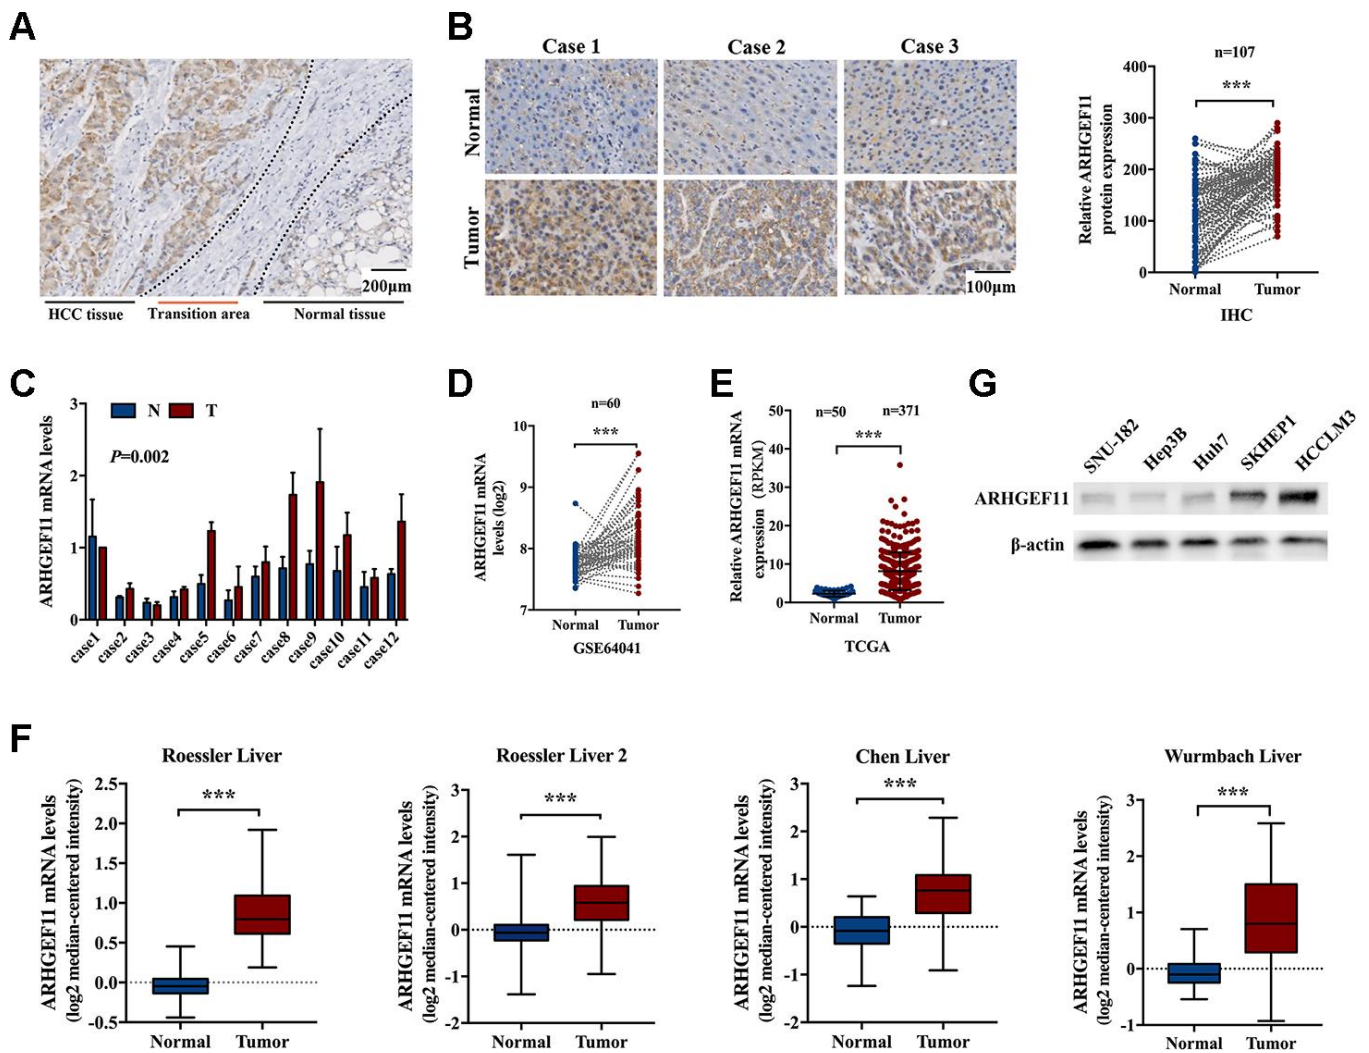 A
200μm
HCC tissue
Transition area
Normal tissue
B
Case 1
Case 2
Case 3
Normal
Tumor
100μm
n=107
***
Relative ARHGEF11
protein expression
400
300
200
100
0
Normal
Tumor
IHC
C
N
T
P=0.002
ARHGEF11 mRNA levels
3
2
1
0
case1
case2
case3
case4
case5
case6
case7
case8
case9
case10
case11
case12
D
n=60
***
ARHGEF11 mRNA
levels (log2)
10
9
8
7
Normal
Tumor
GSE64041
E
n=50
n=371
***
Relative ARHGEF11 mRNA
expression (RPKM)
50
40
30
20
10
0
Normal
Tumor
TCGA
G
SNU-182
Hep3B
Huh7
SKHEP1
HCCLM3
ARHGEF11
β-actin
F
Roessler Liver
***
ARHGEF11 mRNA levels
(log2 median-centered intensity)
2.5
2.0
1.5
1.0
0.5
0.0
-0.5
Normal
Tumor
Roessler Liver 2
***
ARHGEF11 mRNA levels
(log2 median-centered intensity)
3
2
1
0
-1
-2
Normal
Tumor
Chen Liver
***
ARHGEF11 mRNA levels
(log2 median-centered intensity)
3
2
1
0
-1
-2
Normal
Tumor
Wurmbach Liver
***
ARHGEF11 mRNA levels
(log2 median-centered intensity)
3
2
1
0
-1
Normal
Tumor